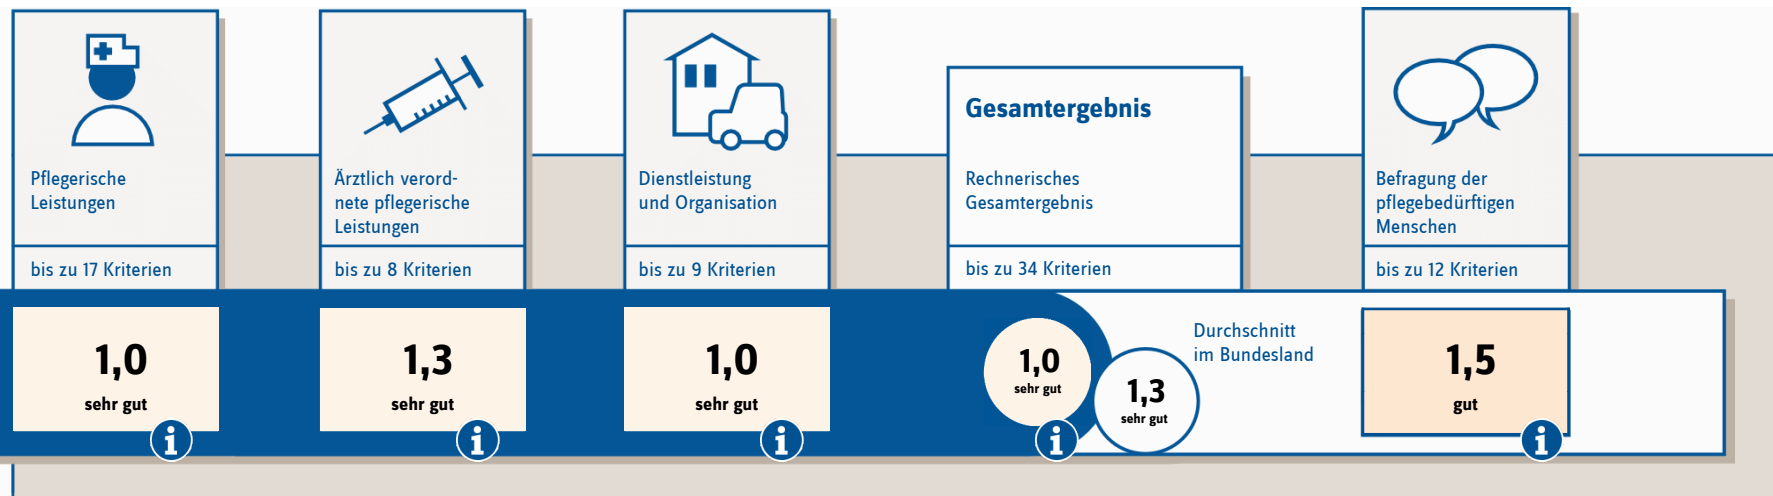 Pflegerische
Leistungen
bis zu 17 Kriterien
1,0
sehr gut
i
Ärztlich verord-
nete pflegerische
Leistungen
bis zu 8 Kriterien
1,3
sehr gut
i
Dienstleistung
und Organisation
bis zu 9 Kriterien
1,0
sehr gut
i
Gesamtergebnis
Rechnerisches
Gesamtergebnis
bis zu 34 Kriterien
1,0
sehr gut
i
Durchschnitt
im Bundesland
1,3
sehr gut
Befragung der
pflegebedürftigen
Menschen
bis zu 12 Kriterien
1,5
gut
i